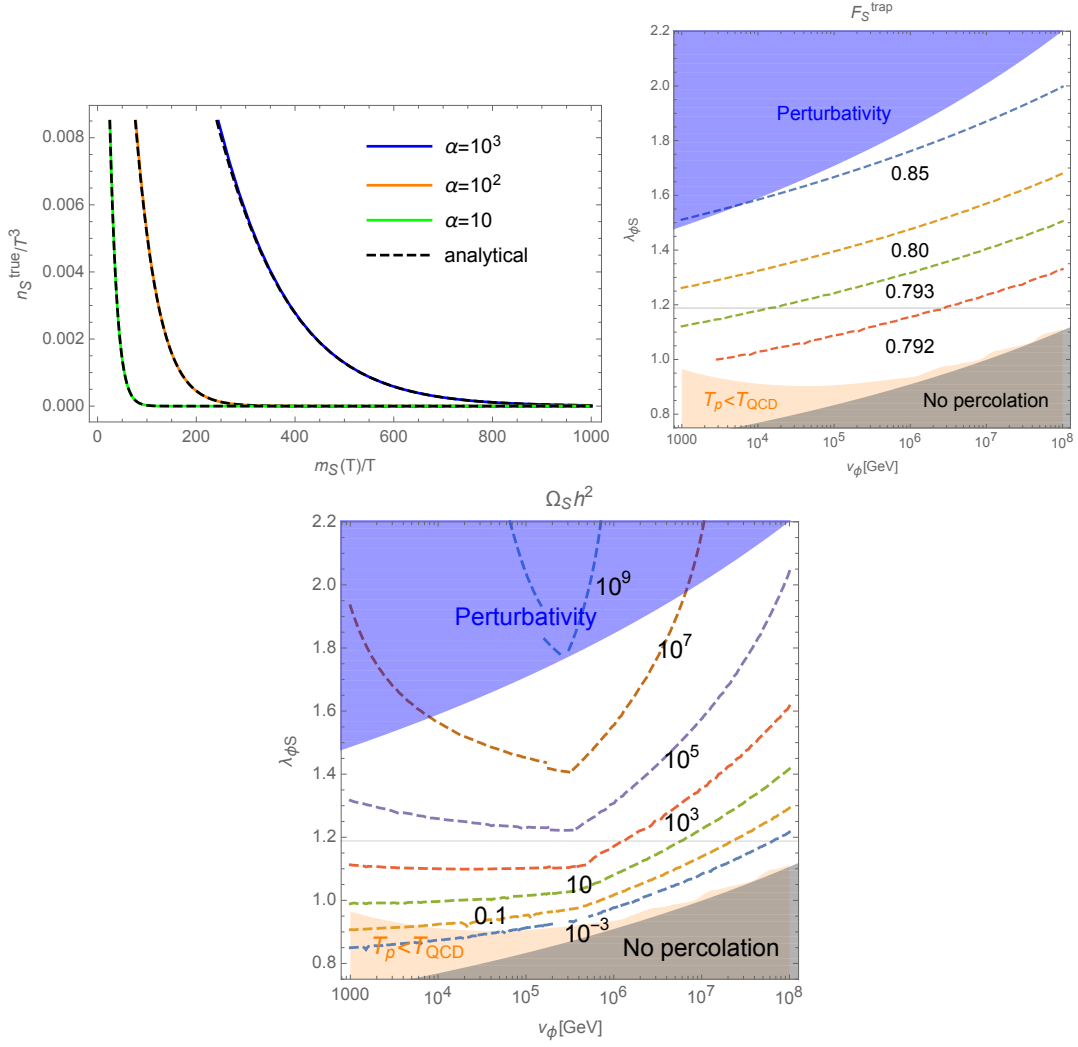 0.008
0.006
0.004
0.002
0.000
n_S^true/T^3
α=10^3
α=10^2
α=10
analytical
0 200 400 600 800 1000
m_S(T)/T
F_S^trap
2.2
2.0
1.8
1.6
1.4
1.2
1.0
0.8
λ_ϕS
Perturbativity
0.85
0.80
0.793
0.792
T_p<T_QCD
No percolation
1000 10^4 10^5 10^6 10^7 10^8
v_ϕ[GeV]
Ω_S h^2
2.2
2.0
1.8
1.6
1.4
1.2
1.0
0.8
λ_ϕS
Perturbativity
10^9
10^7
10^5
10^3
10
0.1
10^-3
T_p<T_QCD
No percolation
1000 10^4 10^5 10^6 10^7 10^8
v_ϕ[GeV]